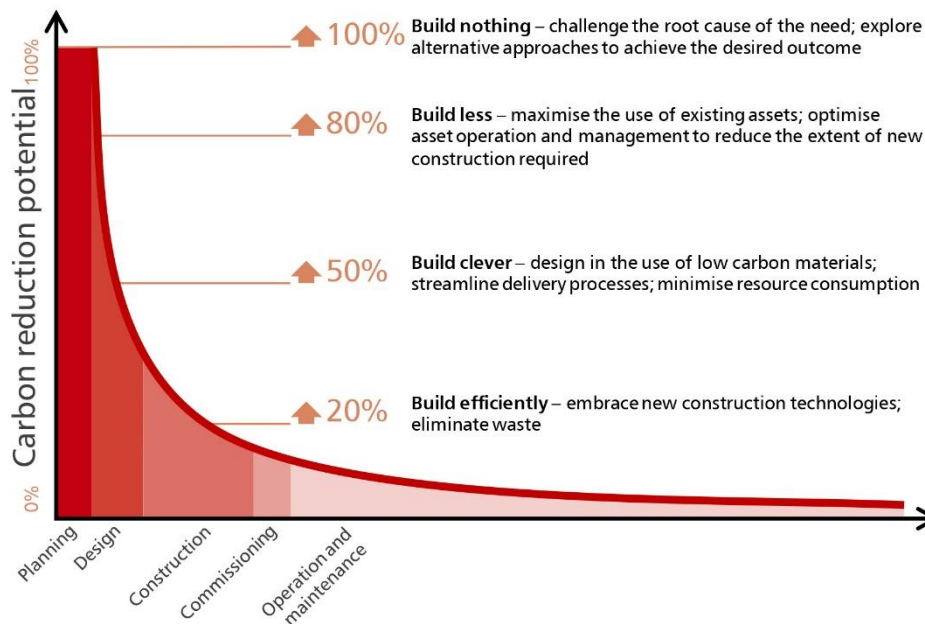 Carbon reduction potential
100%
0%
100%
Build nothing – challenge the root cause of the need; explore
alternative approaches to achieve the desired outcome
80%
Build less – maximise the use of existing assets; optimise
asset operation and management to reduce the extent of new
construction required
50%
Build clever – design in the use of low carbon materials;
streamline delivery processes; minimise resource consumption
20%
Build efficiently – embrace new construction technologies;
eliminate waste
Planning
Design
Construction
Commissioning
Operation and
maintenance